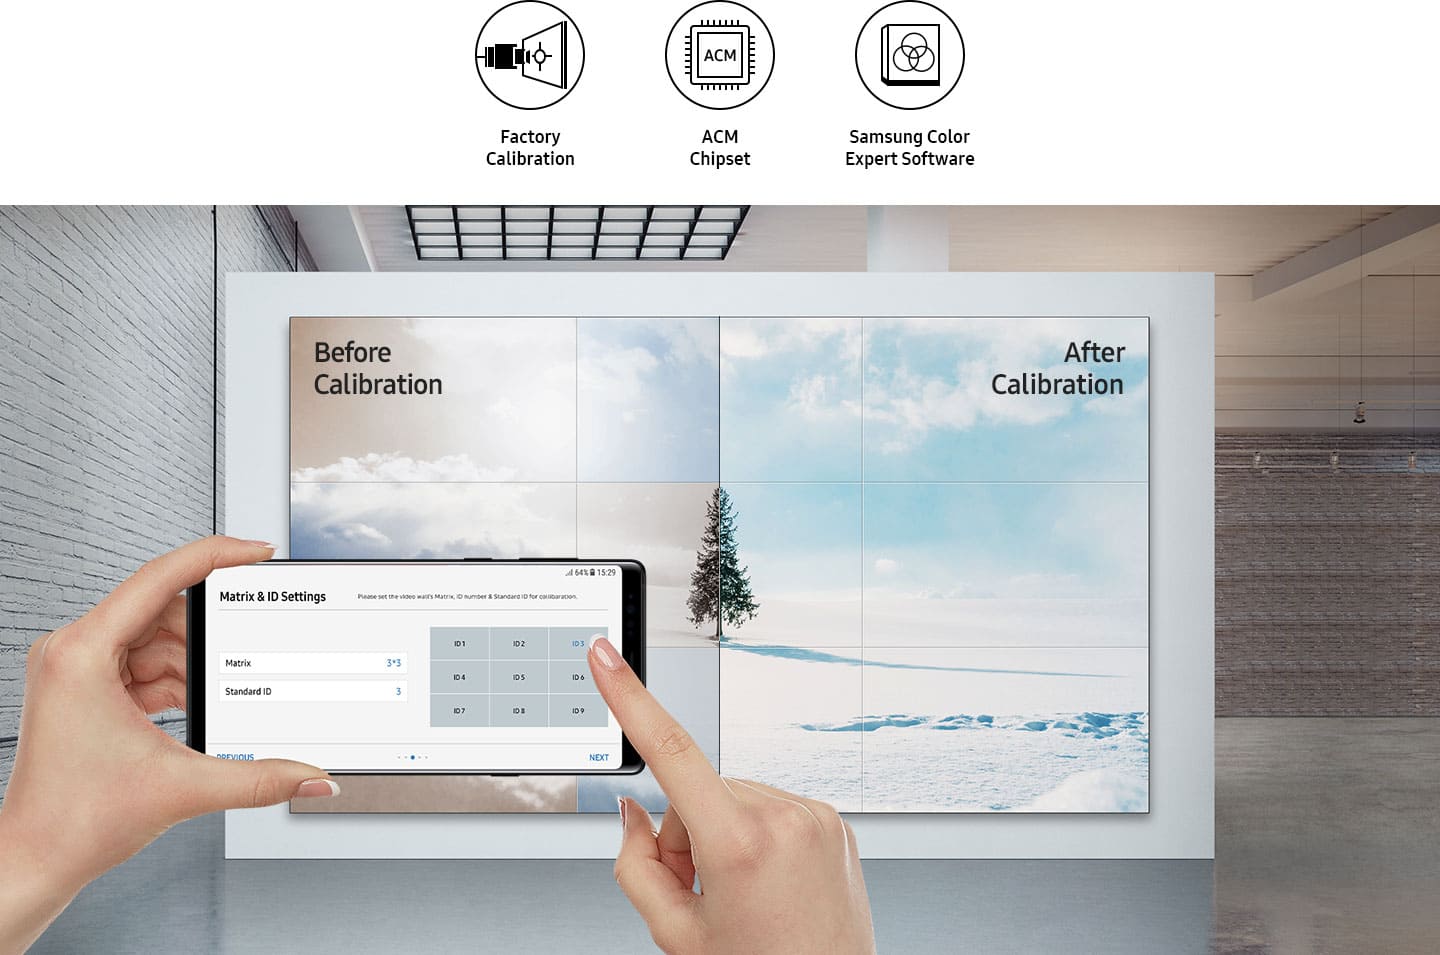 ACM
Factory
Calibration
ACM
Chipset
Samsung Color
Expert Software
Before
Calibration
After
Calibration
64% 15:29
Matrix & ID Settings
Please set the video wall's Matrix, ID number & Standard ID for callibaration.
Matrix 3*3
Standard ID 3
ID 1 ID 2 ID 3
ID 4 ID 5 ID 6
ID 7 ID 8 ID 9
PREVIOUS NEXT